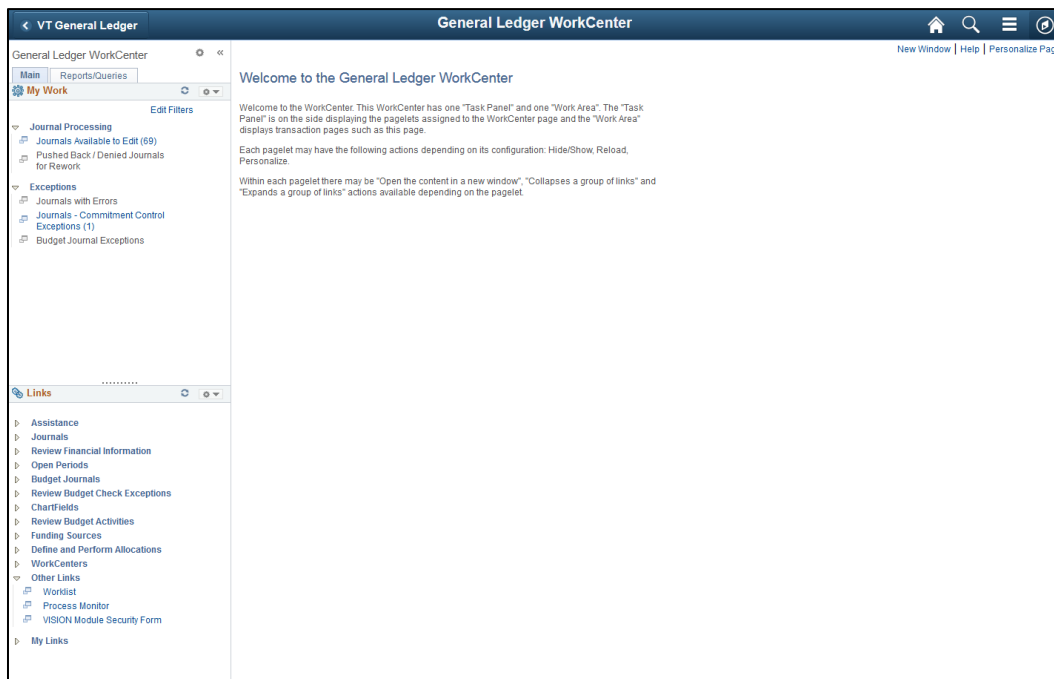 VT General Ledger
General Ledger WorkCenter
New Window | Help | Personalize Pag
General Ledger WorkCenter
Main
Reports/Queries
My Work
Edit Filters
Journal Processing
Journals Available to Edit (69)
Pushed Back / Denied Journals
for Rework
Exceptions
Journals with Errors
Journals - Commitment Control
Exceptions (1)
Budget Journal Exceptions
Links
Assistance
Journals
Review Financial Information
Open Periods
Budget Journals
Review Budget Check Exceptions
ChartFields
Review Budget Activities
Funding Sources
Define and Perform Allocations
WorkCenters
Other Links
Worklist
Process Monitor
VISION Module Security Form
My Links
Welcome to the General Ledger WorkCenter
Welcome to the WorkCenter. This WorkCenter has one "Task Panel" and one "Work Area". The "Task
Panel" is on the side displaying the pagelets assigned to the WorkCenter page and the "Work Area"
displays transaction pages such as this page.
Each pagelet may have the following actions depending on its configuration: Hide/Show, Reload,
Personalize.
Within each pagelet there may be "Open the content in a new window", "Collapses a group of links" and
"Expands a group of links" actions available depending on the pagelet.